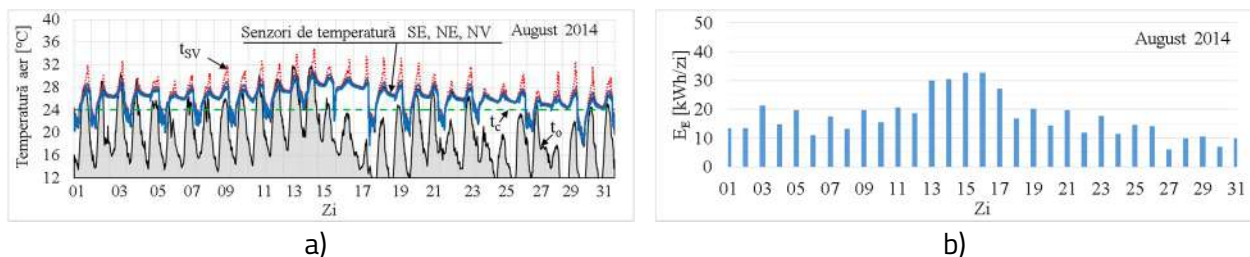 40
36
32
28
24
20
16
12
Temperatură aer [°C]
Senzori de temperatură SE, NE, NV
August 2014
tSV
tc
to
01 03 05 07 09 11 13 15 17 19 21 23 25 27 29 31
Zi
a)
50
40
30
20
10
0
EE [kWh/zi]
August 2014
01 03 05 07 09 11 13 15 17 19 21 23 25 27 29 31
Zi
b)